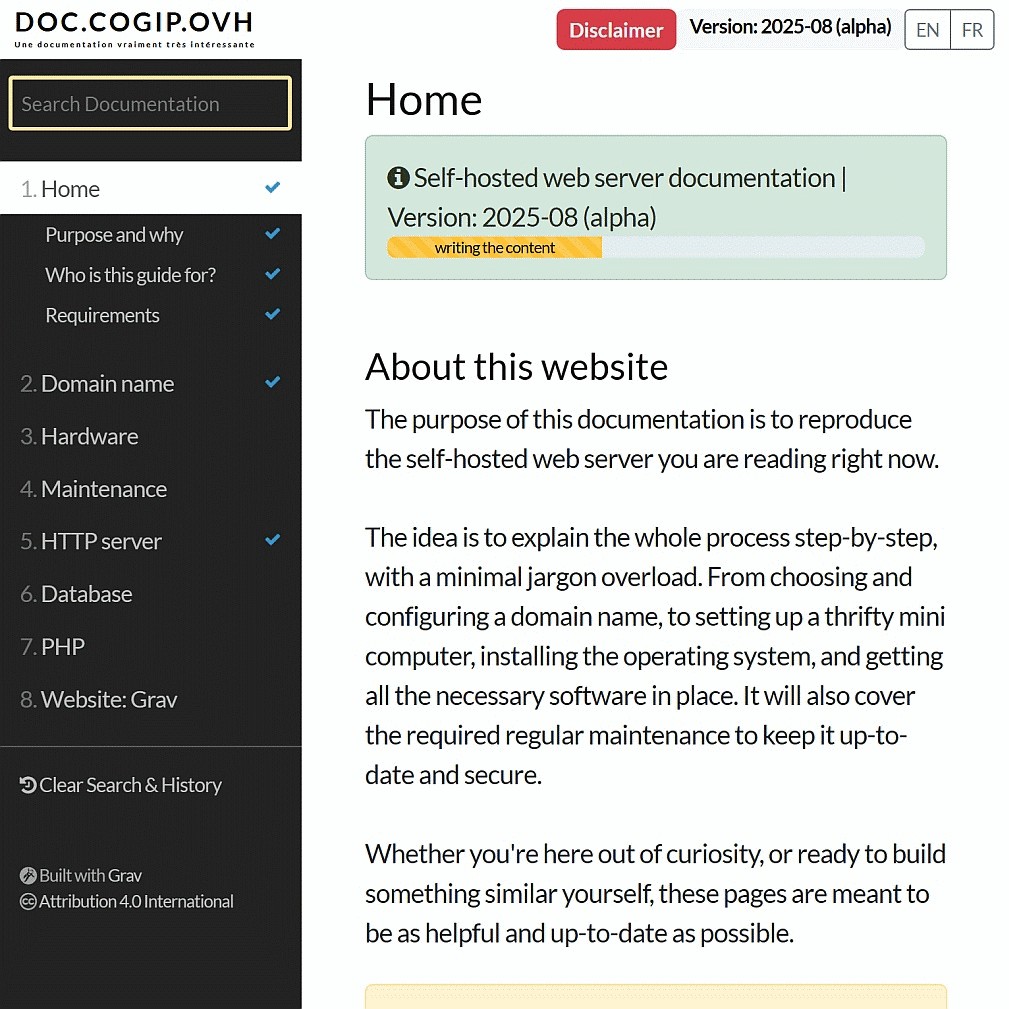 DOC.COGIP.OVH
Une documentation vraiment très intéressante
Disclaimer
Version: 2025-08 (alpha)
EN
FR
Search Documentation
1. Home
Purpose and why
Who is this guide for?
Requirements
2. Domain name
3. Hardware
4. Maintenance
5. HTTP server
6. Database
7. PHP
8. Website: Grav
Clear Search & History
Built with Grav
Attribution 4.0 International
Home
Self-hosted web server documentation |
Version: 2025-08 (alpha)
writing the content
About this website
The purpose of this documentation is to reproduce
the self-hosted web server you are reading right now.
The idea is to explain the whole process step-by-step,
with a minimal jargon overload. From choosing and
configuring a domain name, to setting up a thrifty mini
computer, installing the operating system, and getting
all the necessary software in place. It will also cover
the required regular maintenance to keep it up-to-
date and secure.
Whether you're here out of curiosity, or ready to build
something similar yourself, these pages are meant to
be as helpful and up-to-date as possible.